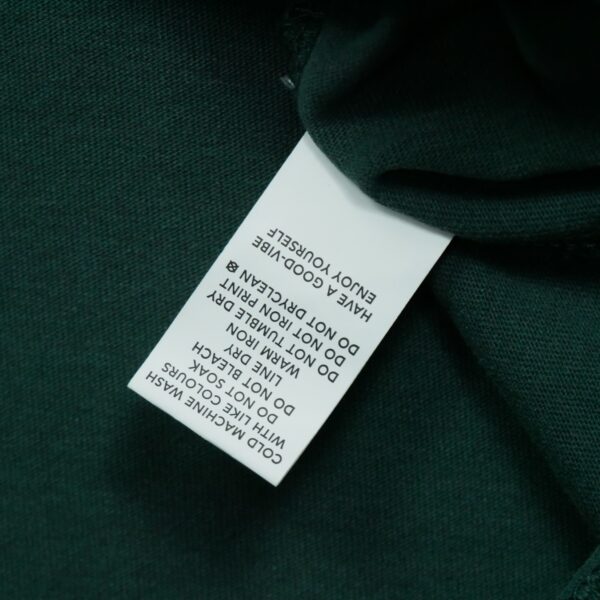 COLD MACHINE WASH
WITH LIKE COLOURS
DO NOT SOAK
DO NOT BLEACH
LINE DRY
WARM IRON
DO NOT TUMBLE DRY
DO NOT IRON PRINT
DO NOT DRYCLEAN
HAVE A GOOD-VIBE
ENJOY YOURSELF